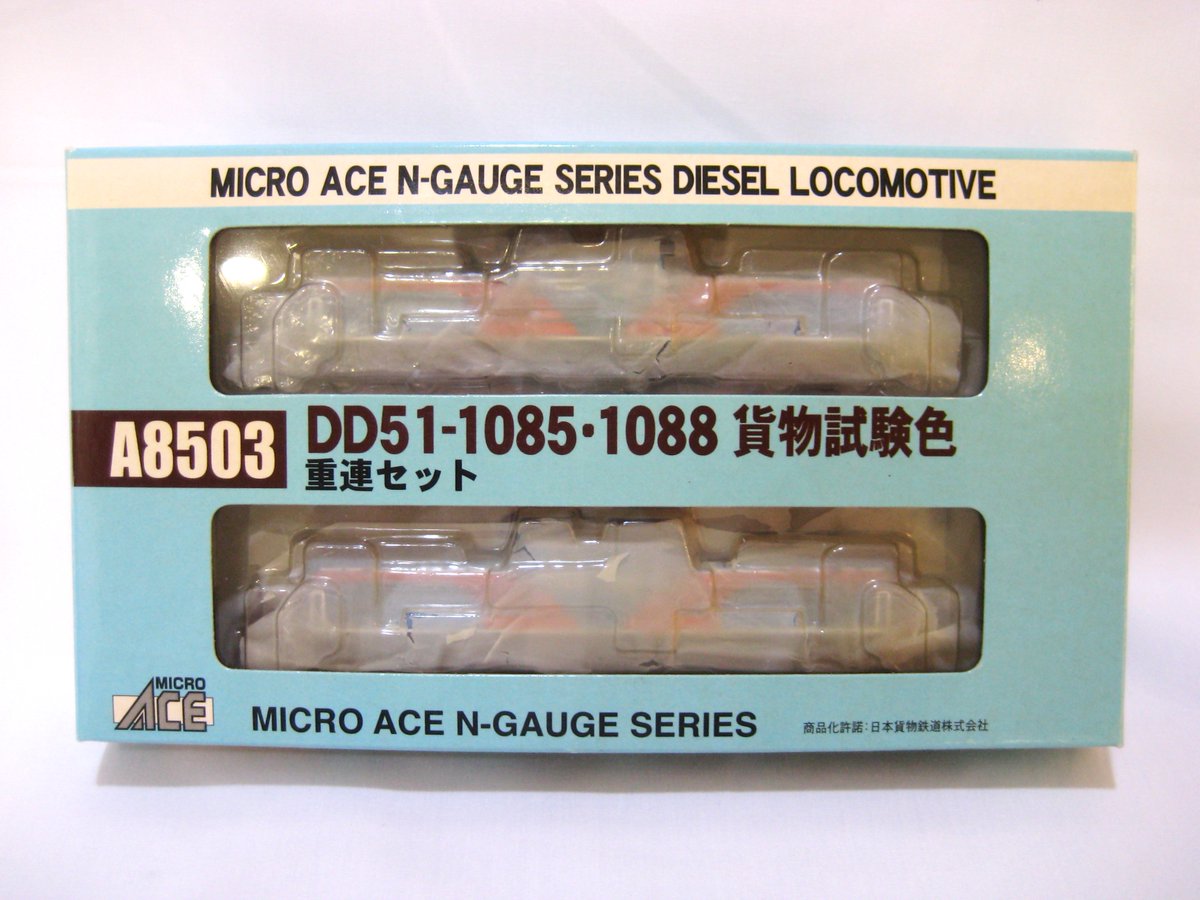 MICRO ACE N-GAUGE SERIES DIESEL LOCOMOTIVE
A8503
DD51-1085・1088 貨物試験色
重連セット
MICRO
ACE
MICRO ACE N-GAUGE SERIES
商品化許諾:日本貨物鉄道株式会社